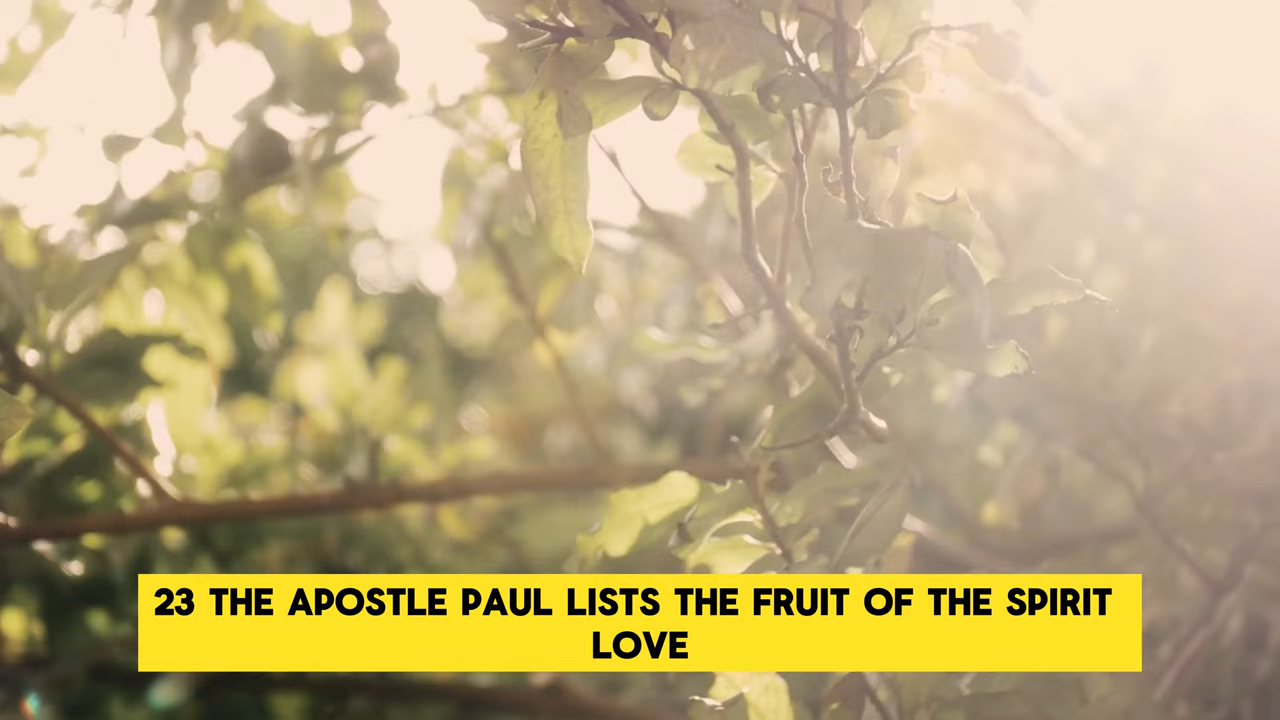 23 THE APOSTLE PAUL LISTS THE FRUIT OF THE SPIRIT
LOVE